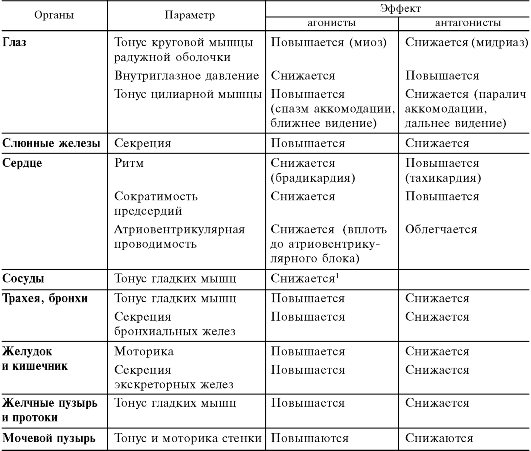 Органы Параметр Эффект
агонисты антагонисты
Глаз Тонус круговой мышцы Повышается (миоз) Снижается (мидриаз)
радужной оболочки
Внутриглазное давление Снижается Повышается
Тонус цилиарной мышцы Повышается Снижается (паралич
(спазм аккомодации, аккомодации,
ближнее видение) дальнее видение)
Слюнные железы Секреция Повышается Снижается
Сердце Ритм Снижается Повышается
(брадикардия) (тахикардия)
Сократимость Снижается Повышается
предсердий
Атриовентрикулярная Снижается (вплоть Облегчается
проводимость до атриовентрику-
лярного блока)
Сосуды Тонус гладких мышц Снижается¹
Трахея, бронхи Тонус гладких мышц Повышается Снижается
Секреция Повышается Снижается
бронхиальных желез
Желудок Моторика Повышается Снижается
и кишечник Секреция Повышается Снижается
экскреторных желез
Желчные пузырь Тонус гладких мышц Повышается Снижается
и протоки
Мочевой пузырь Тонус и моторика стенки Повышаются Снижаются